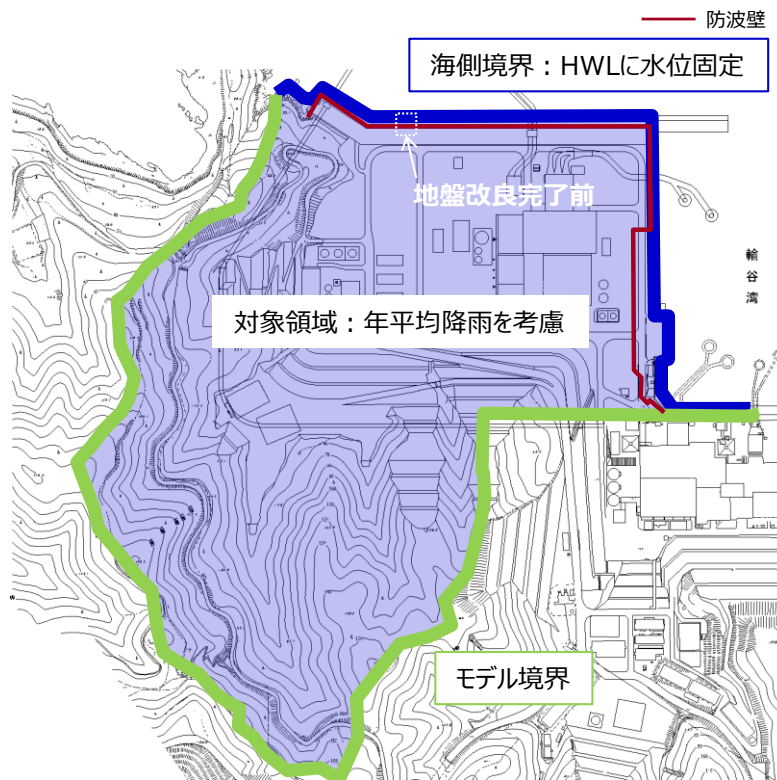 防波壁
海側境界：HWLに水位固定
地盤改良完了前
輪谷湾
対象領域：年平均降雨を考慮
モデル境界